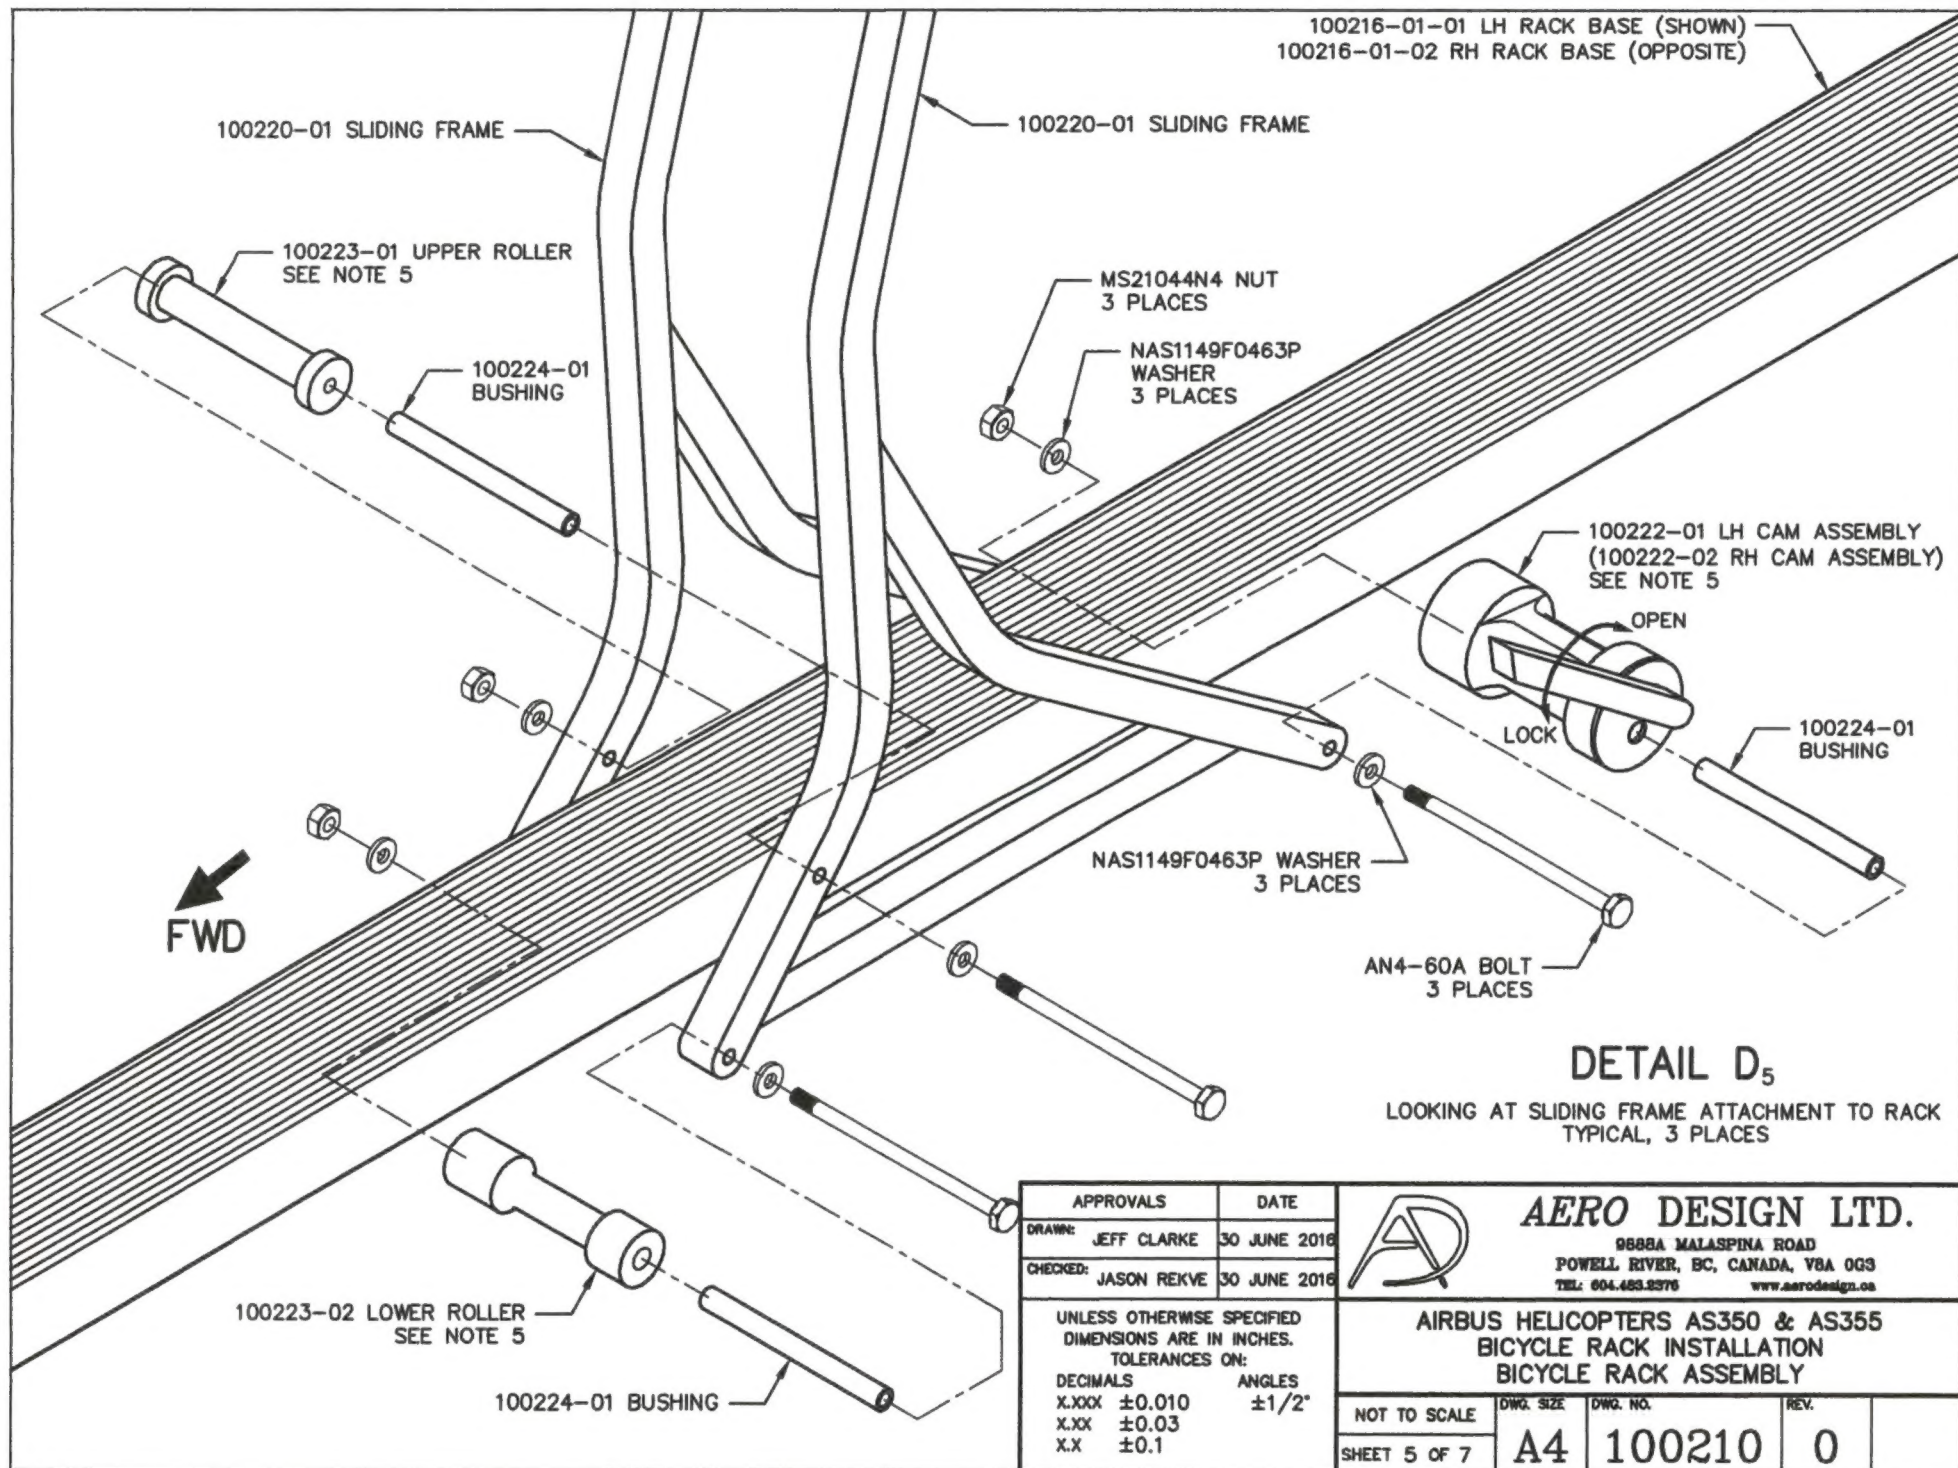 100216-01-01 LH RACK BASE (SHOWN)
100216-01-02 RH RACK BASE (OPPOSITE)
100220-01 SLIDING FRAME
100220-01 SLIDING FRAME
100223-01 UPPER ROLLER
SEE NOTE 5
100224-01
BUSHING
MS21044N4 NUT
3 PLACES
NAS1149F0463P
WASHER
3 PLACES
100222-01 LH CAM ASSEMBLY
(100222-02 RH CAM ASSEMBLY)
SEE NOTE 5
OPEN
LOCK
100224-01
BUSHING
NAS1149F0463P WASHER
3 PLACES
AN4-60A BOLT
3 PLACES
FWD
100223-02 LOWER ROLLER
SEE NOTE 5
100224-01 BUSHING
DETAIL D5
LOOKING AT SLIDING FRAME ATTACHMENT TO RACK
TYPICAL, 3 PLACES
APPROVALS DATE
DRAWN: JEFF CLARKE 30 JUNE 2016
CHECKED: JASON REKVE 30 JUNE 2016
UNLESS OTHERWISE SPECIFIED
DIMENSIONS ARE IN INCHES.
TOLERANCES ON:
DECIMALS ANGLES
X.XXX ±0.010 ±1/2°
X.XX ±0.03
X.X ±0.1
AD
AERO DESIGN LTD.
9888A MALASPINA ROAD
POWELL RIVER, BC, CANADA, V8A 0G3
TEL: 604.483.2376 www.aerodesign.ca
AIRBUS HELICOPTERS AS350 & AS355
BICYCLE RACK INSTALLATION
BICYCLE RACK ASSEMBLY
NOT TO SCALE
SHEET 5 OF 7
DWG. SIZE
A4
DWG. NO.
100210
REV.
0